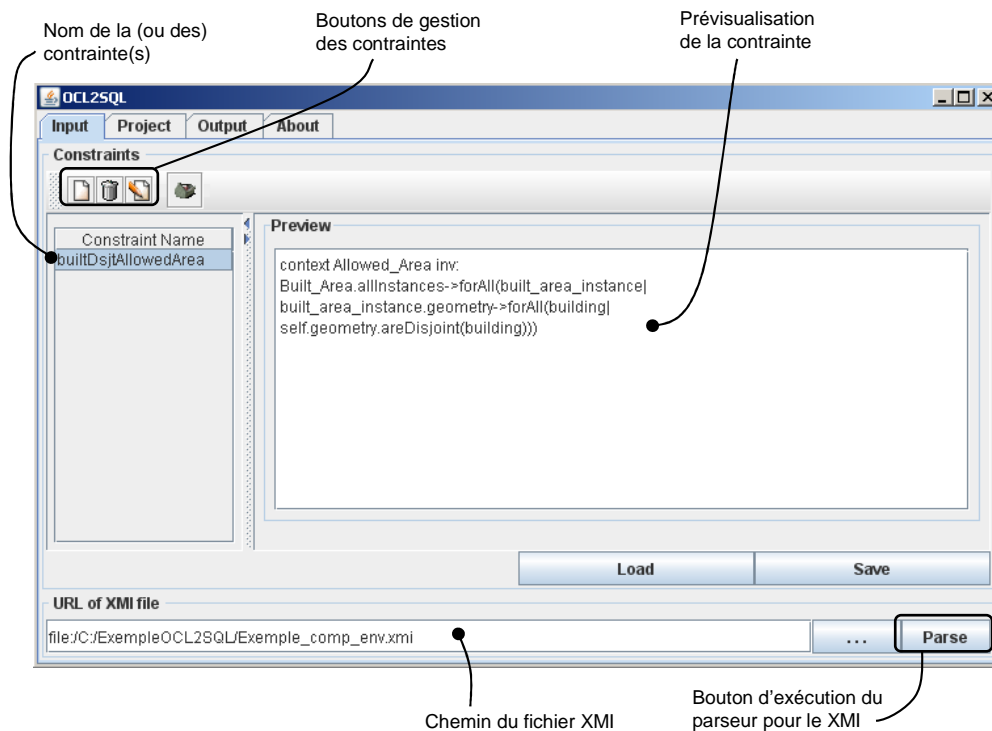 Nom de la (ou des)
contrainte(s)
Boutons de gestion
des contraintes
Prévisualisation
de la contrainte
OCL2SQL
Input
Project
Output
About
Constraints
Constraint Name
builtDsjtAllowedArea
Preview
context Allowed_Area inv:
Built_Area.allInstances->forAll(built_area_instance|
built_area_instance.geometry->forAll(building|
self.geometry.areDisjoint(building)))
Load
Save
URL of XMI file
file:/C:/ExempleOCL2SQL/Exemple_comp_env.xmi
...
Parse
Chemin du fichier XMI
Bouton d’exécution du
parseur pour le XMI